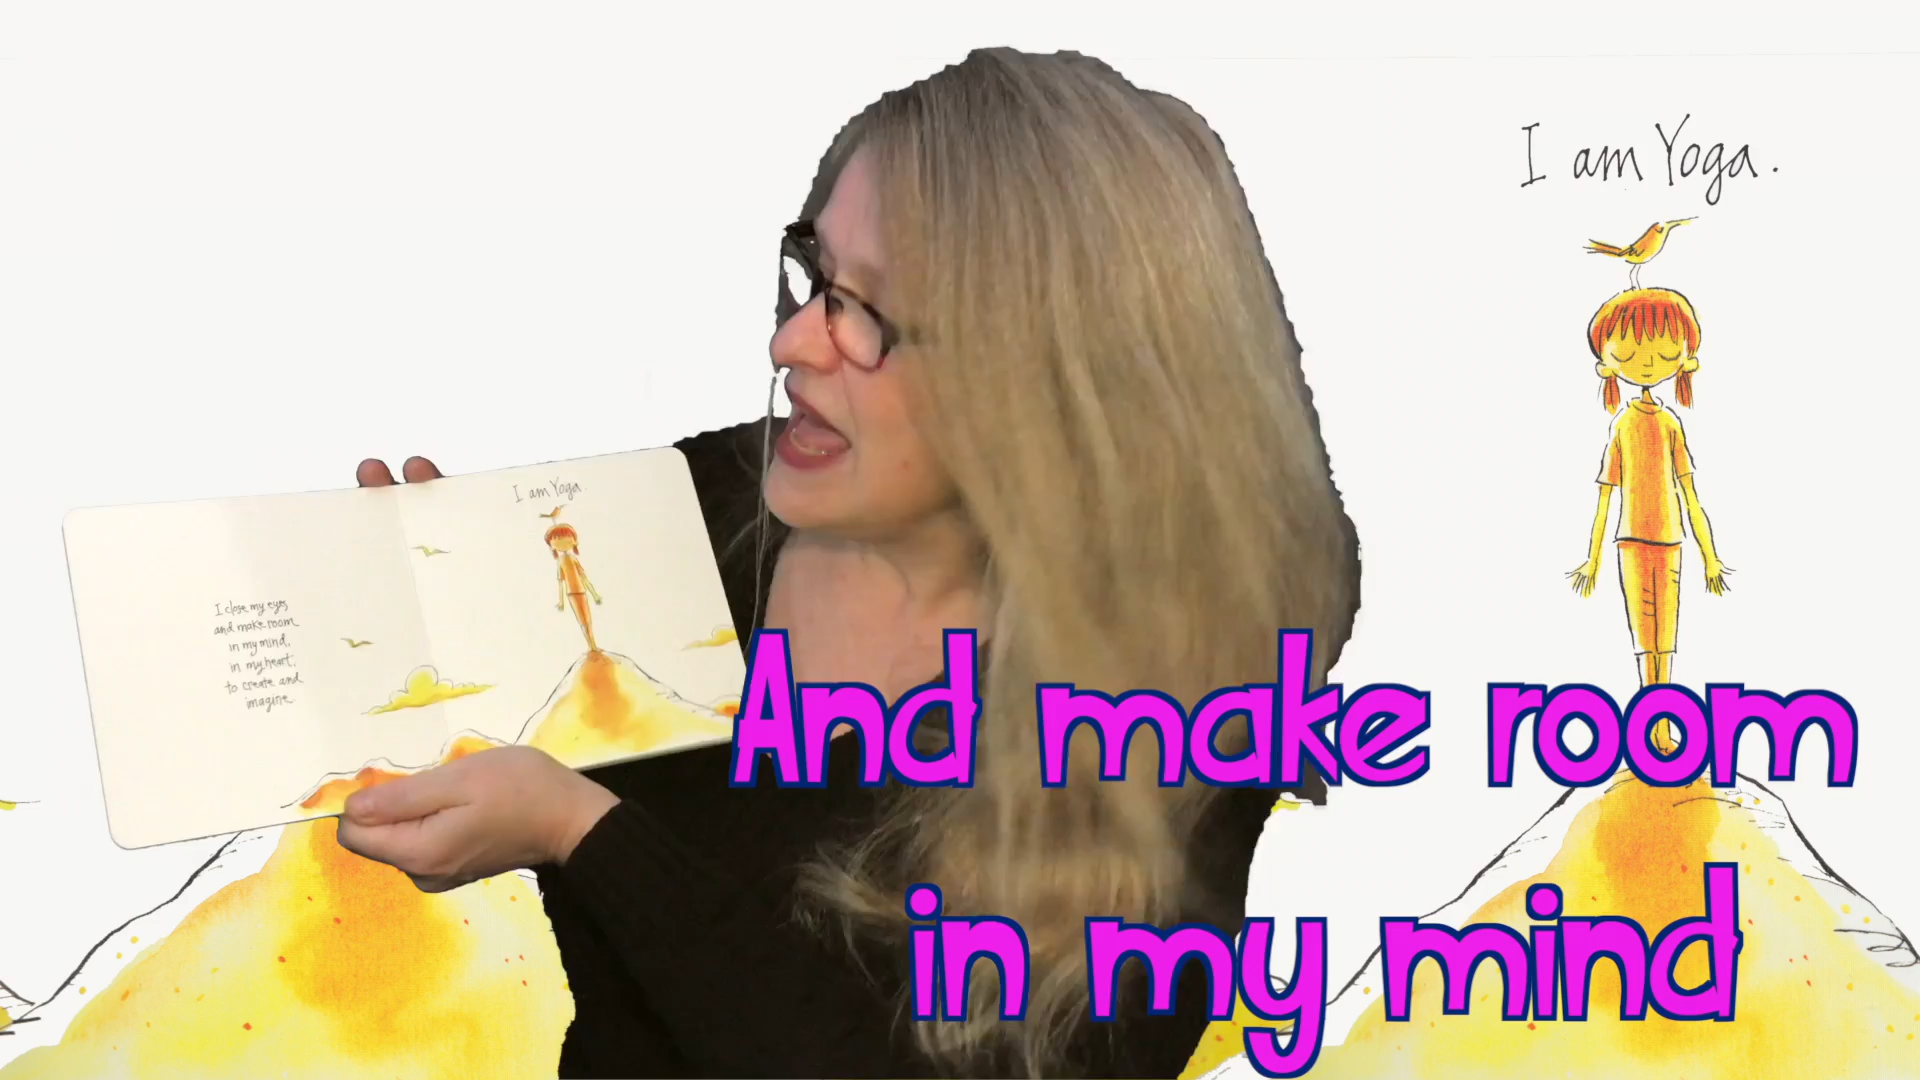 I am Yoga.
I am Yoga.
I close my eyes,
and make room
in my mind,
in my heart,
to create and
imagine.
And make room
in my mind